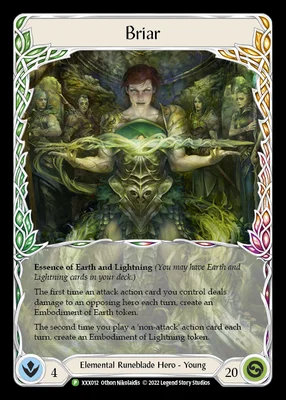 Briar
Essence of Earth and Lightning (You may have Earth and
Lightning cards in your deck.)
The first time an attack action card you control deals
damage to an opposing hero each turn, create an
Embodiment of Earth token.
The second time you play a 'non-attack' action card each
turn, create an Embodiment of Lightning token.
4
Elemental Runeblade Hero - Young
20
P XXX012 Othon Nikolaidis © 2022 Legend Story Studios